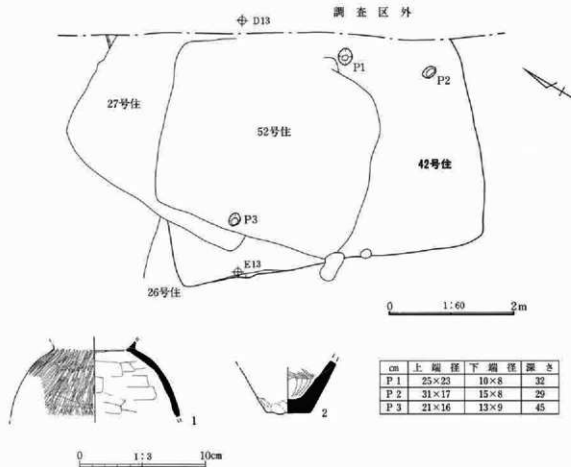 調査区外
D13
P1
P2
27号住
52号住
42号住
P3
E13
26号住
0 1:60 2m
1
2
0 1:3 10cm
cm 上端径 下端径 深さ
P1 25×23 10×8 32
P2 31×17 15×8 29
P3 21×16 13×9 45